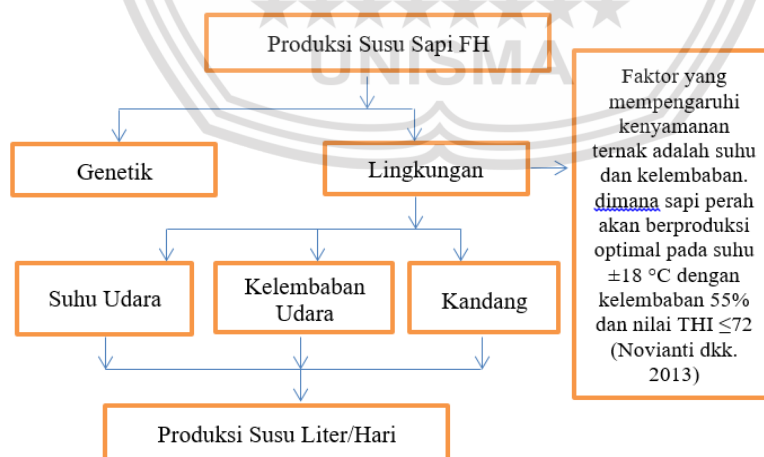 Produksi Susu Sapi FH
UNISMA
Genetik
Lingkungan
Faktor yang
mempengaruhi
kenyamanan
ternak adalah suhu
dan kelembaban.
dimana sapi perah
akan berproduksi
optimal pada suhu
±18 °C dengan
kelembaban 55%
dan nilai THI ≤72
(Novianti dkk.
2013)
Suhu Udara
Kelembaban
Udara
Kandang
Produksi Susu Liter/Hari